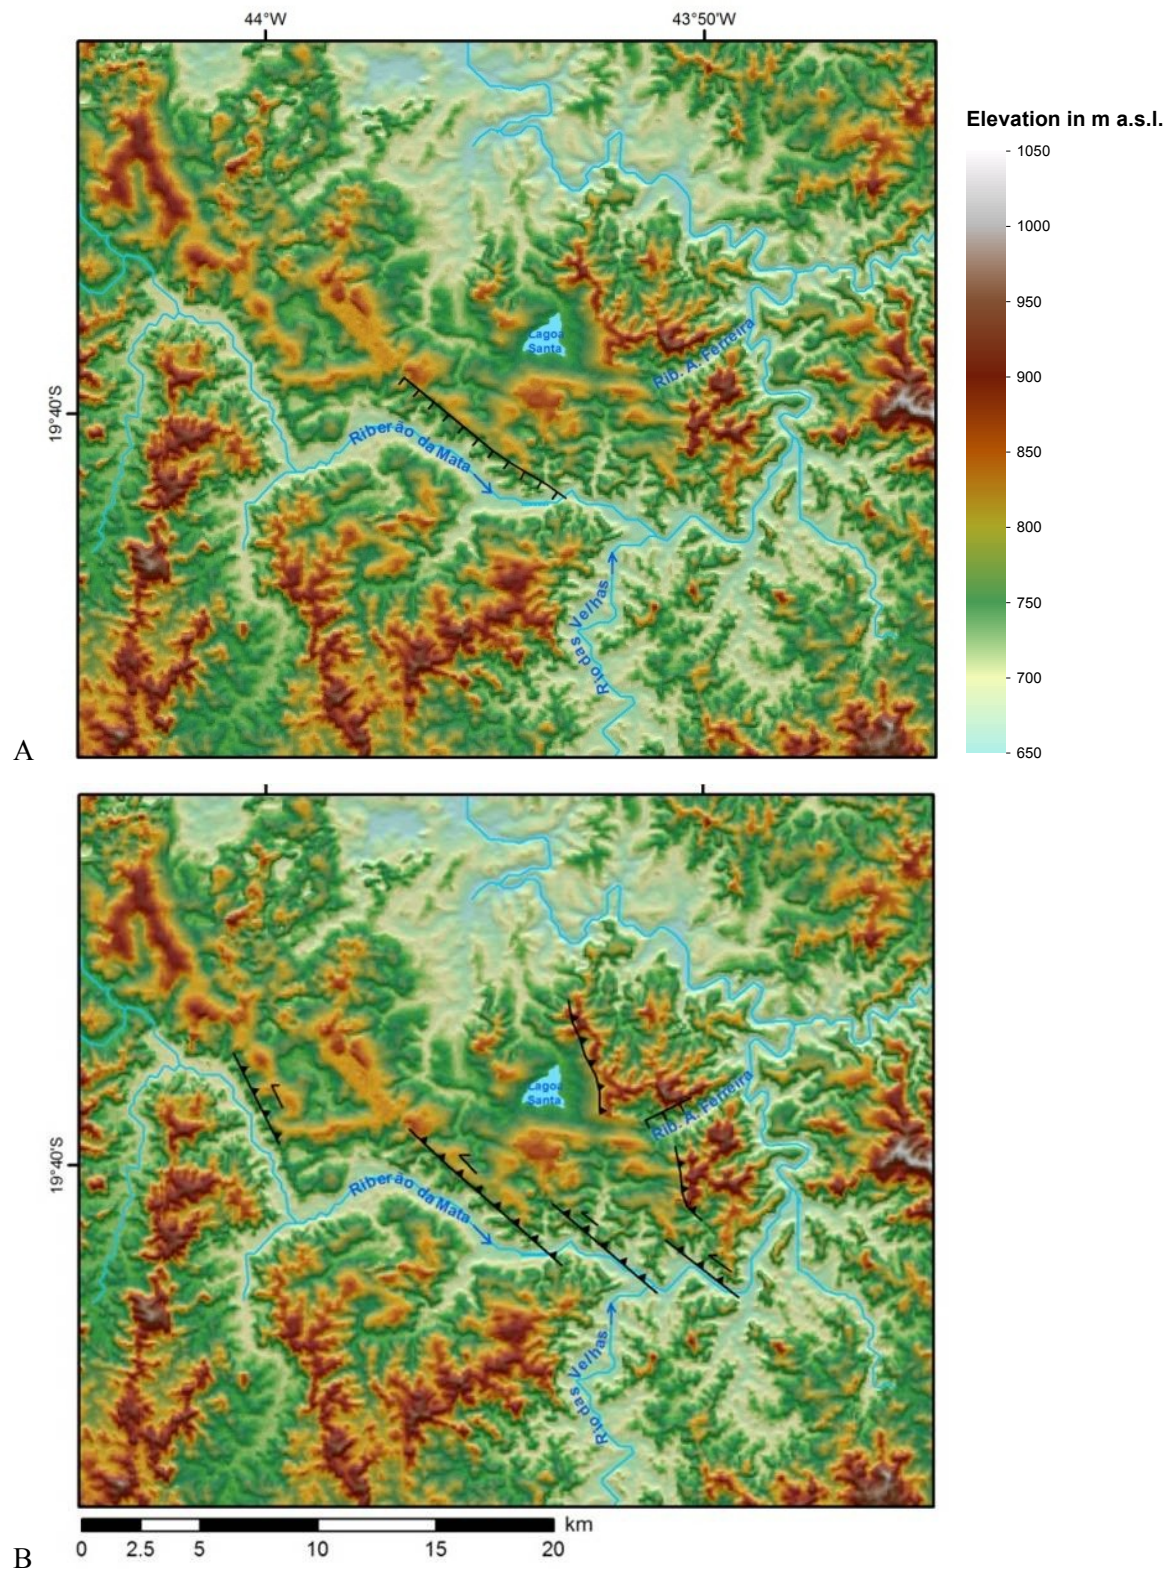 44°W 43°50'W
Elevation in m a.s.l.
1050
1000
950
900
850
800
750
700
650
19°40'S
Lagoa
Santa
Rib. A. Ferreira
Riberão da Mata
Rio das Velhas
A
19°40'S
Lagoa
Santa
Rib. A. Ferreira
Riberão da Mata
Rio das Velhas
B
km
0 2.5 5 10 15 20